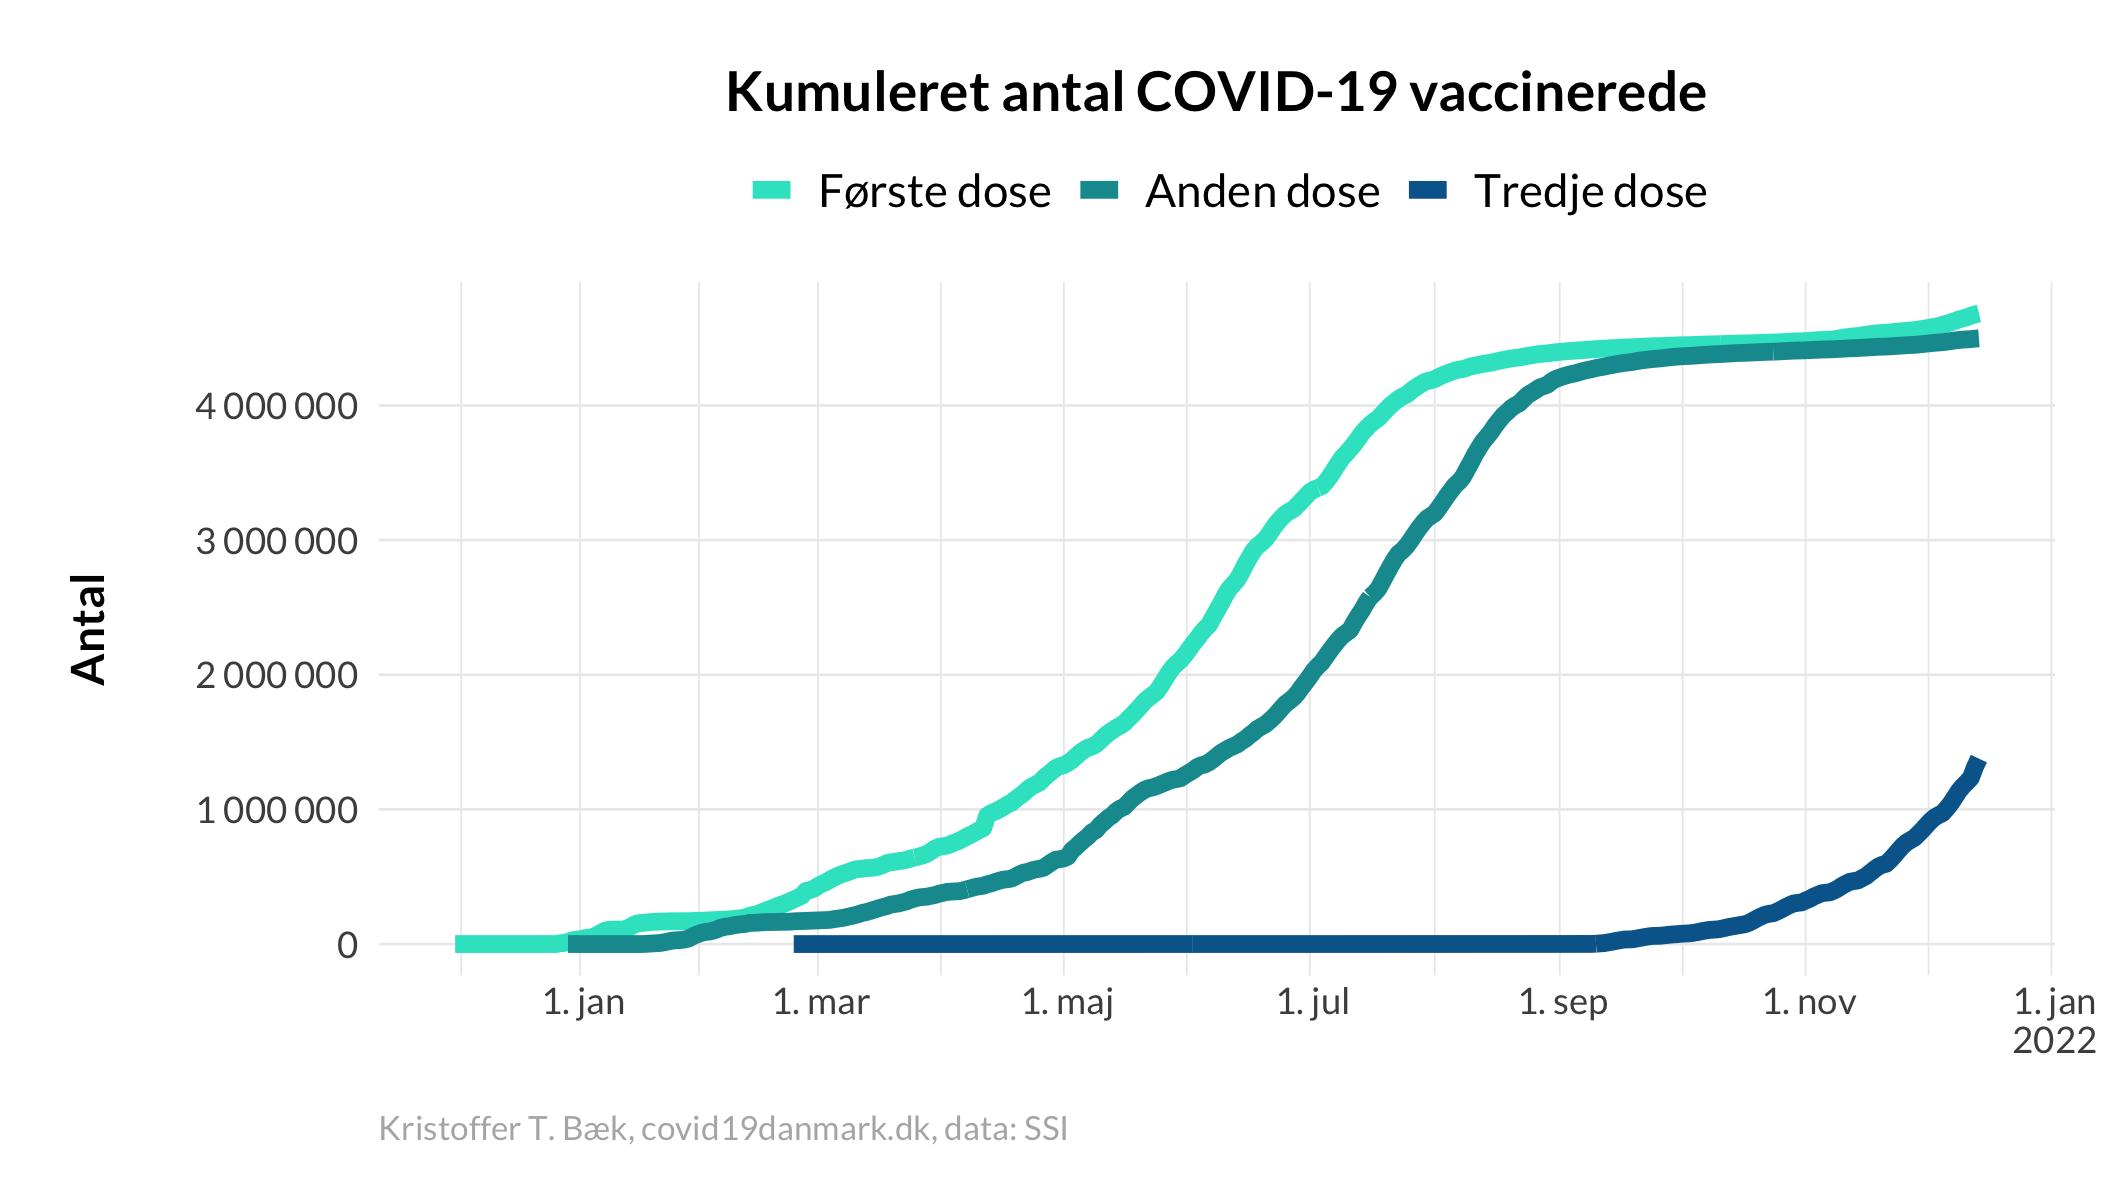 Kumuleret antal COVID-19 vaccinerede
Første dose Anden dose Tredje dose
Antal
4 000 000
3 000 000
2 000 000
1 000 000
0
1. jan 1. mar 1. maj 1. jul 1. sep 1. nov 1. jan
2022
Kristoffer T. Bæk, covid19danmark.dk, data: SSI